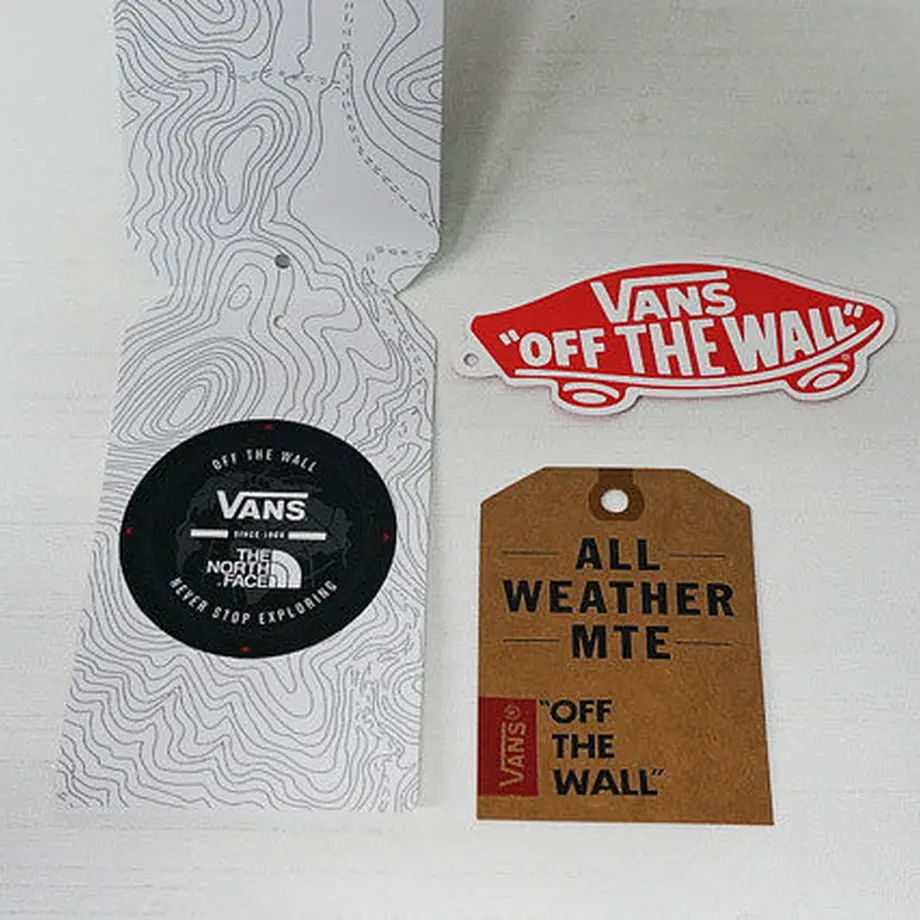 OFF THE WALL
VANS
SINCE 1966
THE
NORTH
FACE
NEVER STOP EXPLORING
VANS
"OFF THE WALL"
ALL
WEATHER
MTE
VANS®
"OFF
THE
WALL"